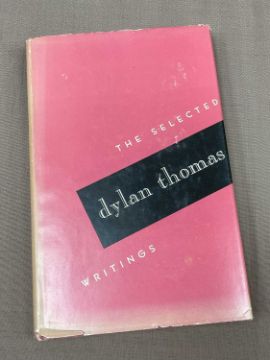 THE SELECTED
dylan thomas
WRITINGS